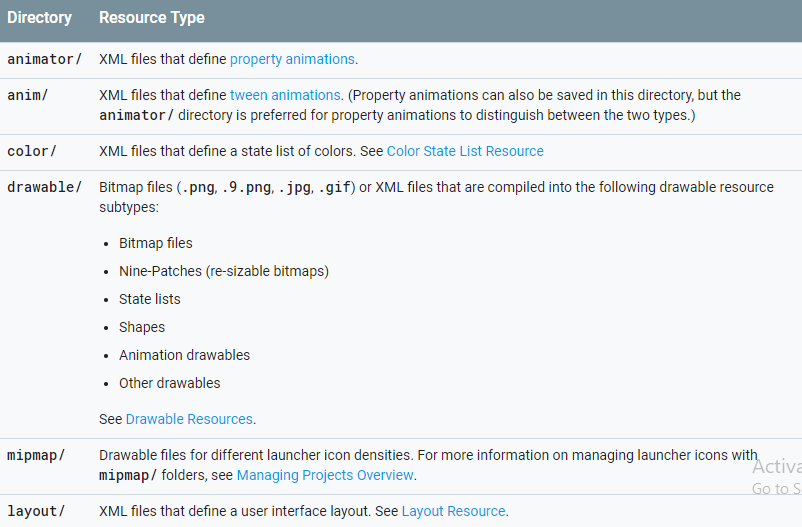 Directory Resource Type
animator/ XML files that define property animations.
anim/ XML files that define tween animations. (Property animations can also be saved in this directory, but the
animator/ directory is preferred for property animations to distinguish between the two types.)
color/ XML files that define a state list of colors. See Color State List Resource
drawable/ Bitmap files (.png, .9.png, .jpg, .gif) or XML files that are compiled into the following drawable resource
subtypes:
• Bitmap files
• Nine-Patches (re-sizable bitmaps)
• State lists
• Shapes
• Animation drawables
• Other drawables
See Drawable Resources.
mipmap/ Drawable files for different launcher icon densities. For more information on managing launcher icons with
mipmap/ folders, see Managing Projects Overview.
Activa
Go to S
layout/ XML files that define a user interface layout. See Layout Resource.